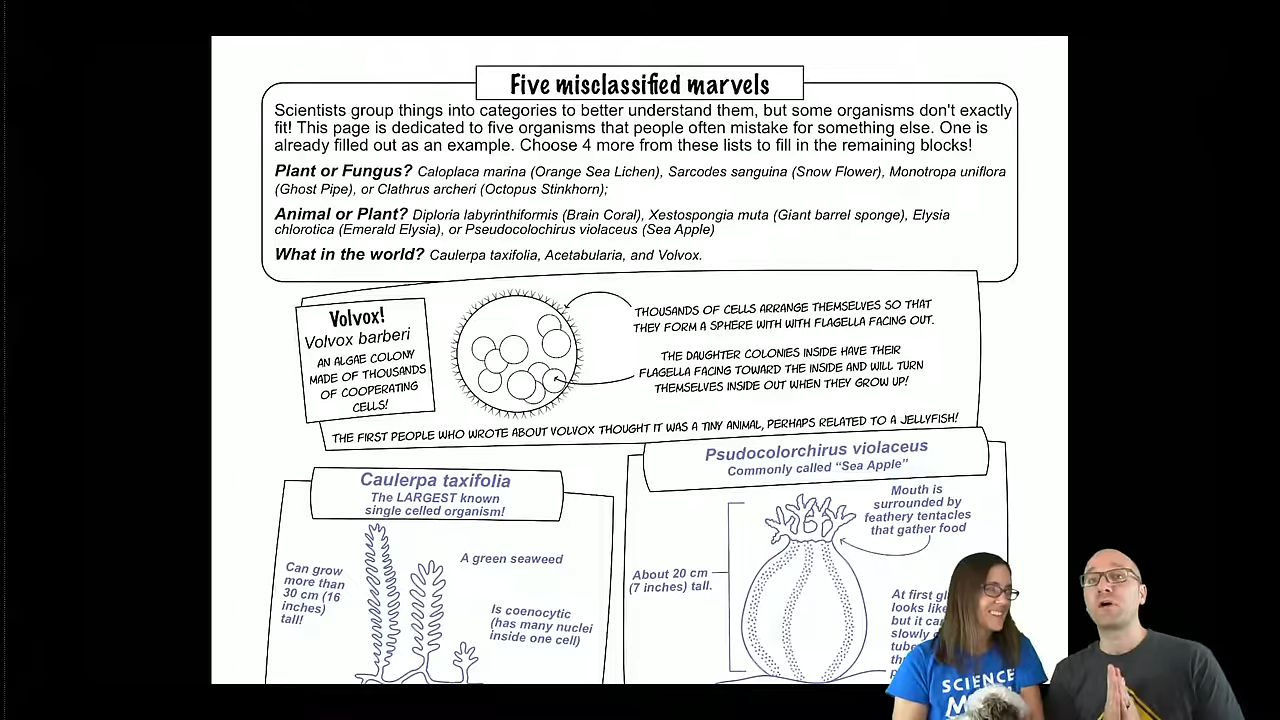 Five misclassified marvels
Scientists group things into categories to better understand them, but some organisms don't exactly
fit! This page is dedicated to five organisms that people often mistake for something else. One is
already filled out as an example. Choose 4 more from these lists to fill in the remaining blocks!
Plant or Fungus? Caloplaca marina (Orange Sea Lichen), Sarcodes sanguina (Snow Flower), Monotropa uniflora
(Ghost Pipe), or Clathrus archeri (Octopus Stinkhorn);
Animal or Plant? Diploria labyrinthiformis (Brain Coral), Xestospongia muta (Giant barrel sponge), Elysia
chlorotica (Emerald Elysia), or Pseudocolochirus violaceus (Sea Apple)
What in the world? Caulerpa taxifolia, Acetabularia, and Volvox.
Volvox!
Volvox barberi
AN ALGAE COLONY
MADE OF THOUSANDS
OF COOPERATING
CELLS!
THOUSANDS OF CELLS ARRANGE THEMSELVES SO THAT
THEY FORM A SPHERE WITH WITH FLAGELLA FACING OUT.
THE DAUGHTER COLONIES INSIDE HAVE THEIR
FLAGELLA FACING TOWARD THE INSIDE AND WILL TURN
THEMSELVES INSIDE OUT WHEN THEY GROW UP!
THE FIRST PEOPLE WHO WROTE ABOUT VOLVOX THOUGHT IT WAS A TINY ANIMAL, PERHAPS RELATED TO A JELLYFISH!
Caulerpa taxifolia
The LARGEST known
single celled organism!
Can grow
more than
30 cm (16
inches)
tall!
A green seaweed
Is coenocytic
(has many nuclei
inside one cell)
Psudocolorchirus violaceus
Commonly called “Sea Apple”
Mouth is
surrounded by
feathery tentacles
that gather food
About 20 cm
(7 inches) tall.
At first
looks
but it
slowly
SCIENCE